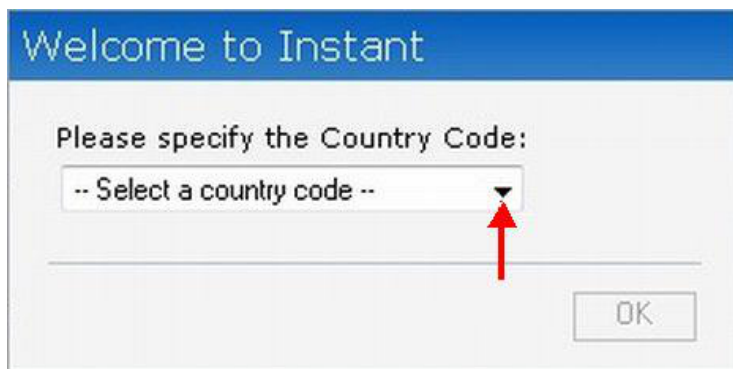 Welcome to Instant
Please specify the Country Code:
-- Select a country code --
OK